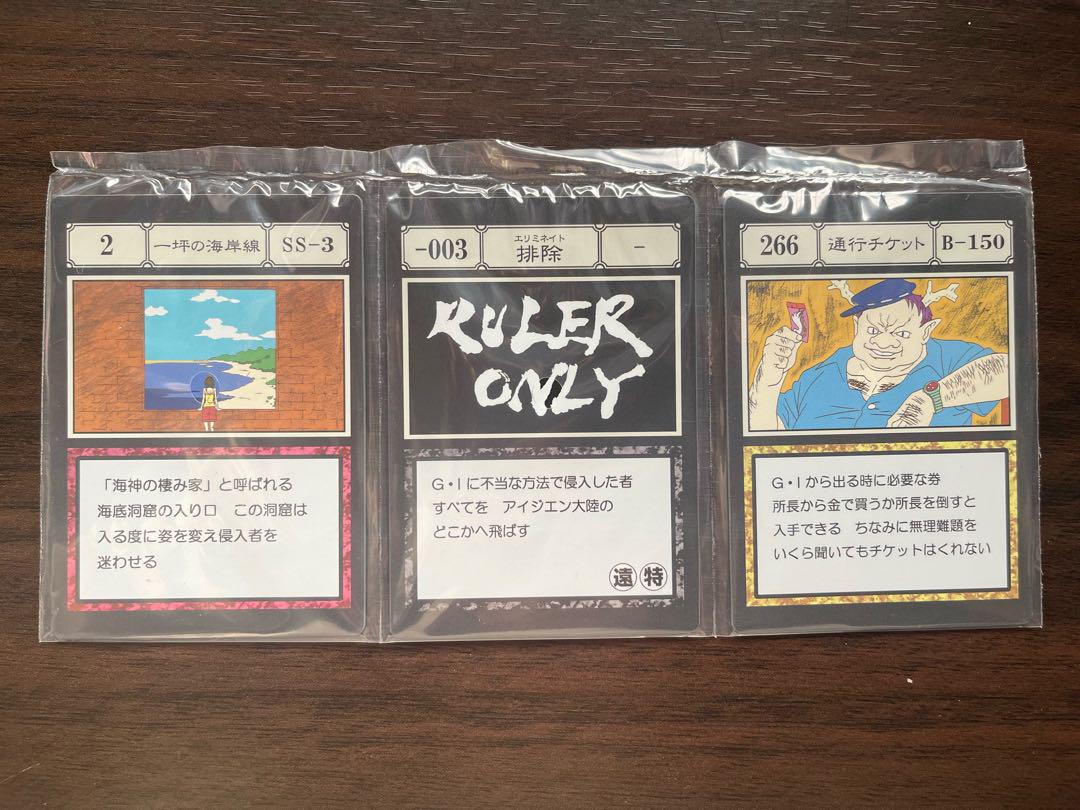 2 一坪の海岸線 SS-3
「海神の棲み家」と呼ばれる
海底洞窟の入り口 この洞窟は
入る度に姿を変え侵入者を
迷わせる
-003 エリミネイト 排除 -
RULER
ONLY
G・Iに不当な方法で侵入した者
すべてを アイジエン大陸の
どこかへ飛ばす
遠 特
266 通行チケット B-150
G・Iから出る時に必要な券
所長から金で買うか所長を倒すと
入手できる ちなみに無理難題を
いくら聞いてもチケットはくれない